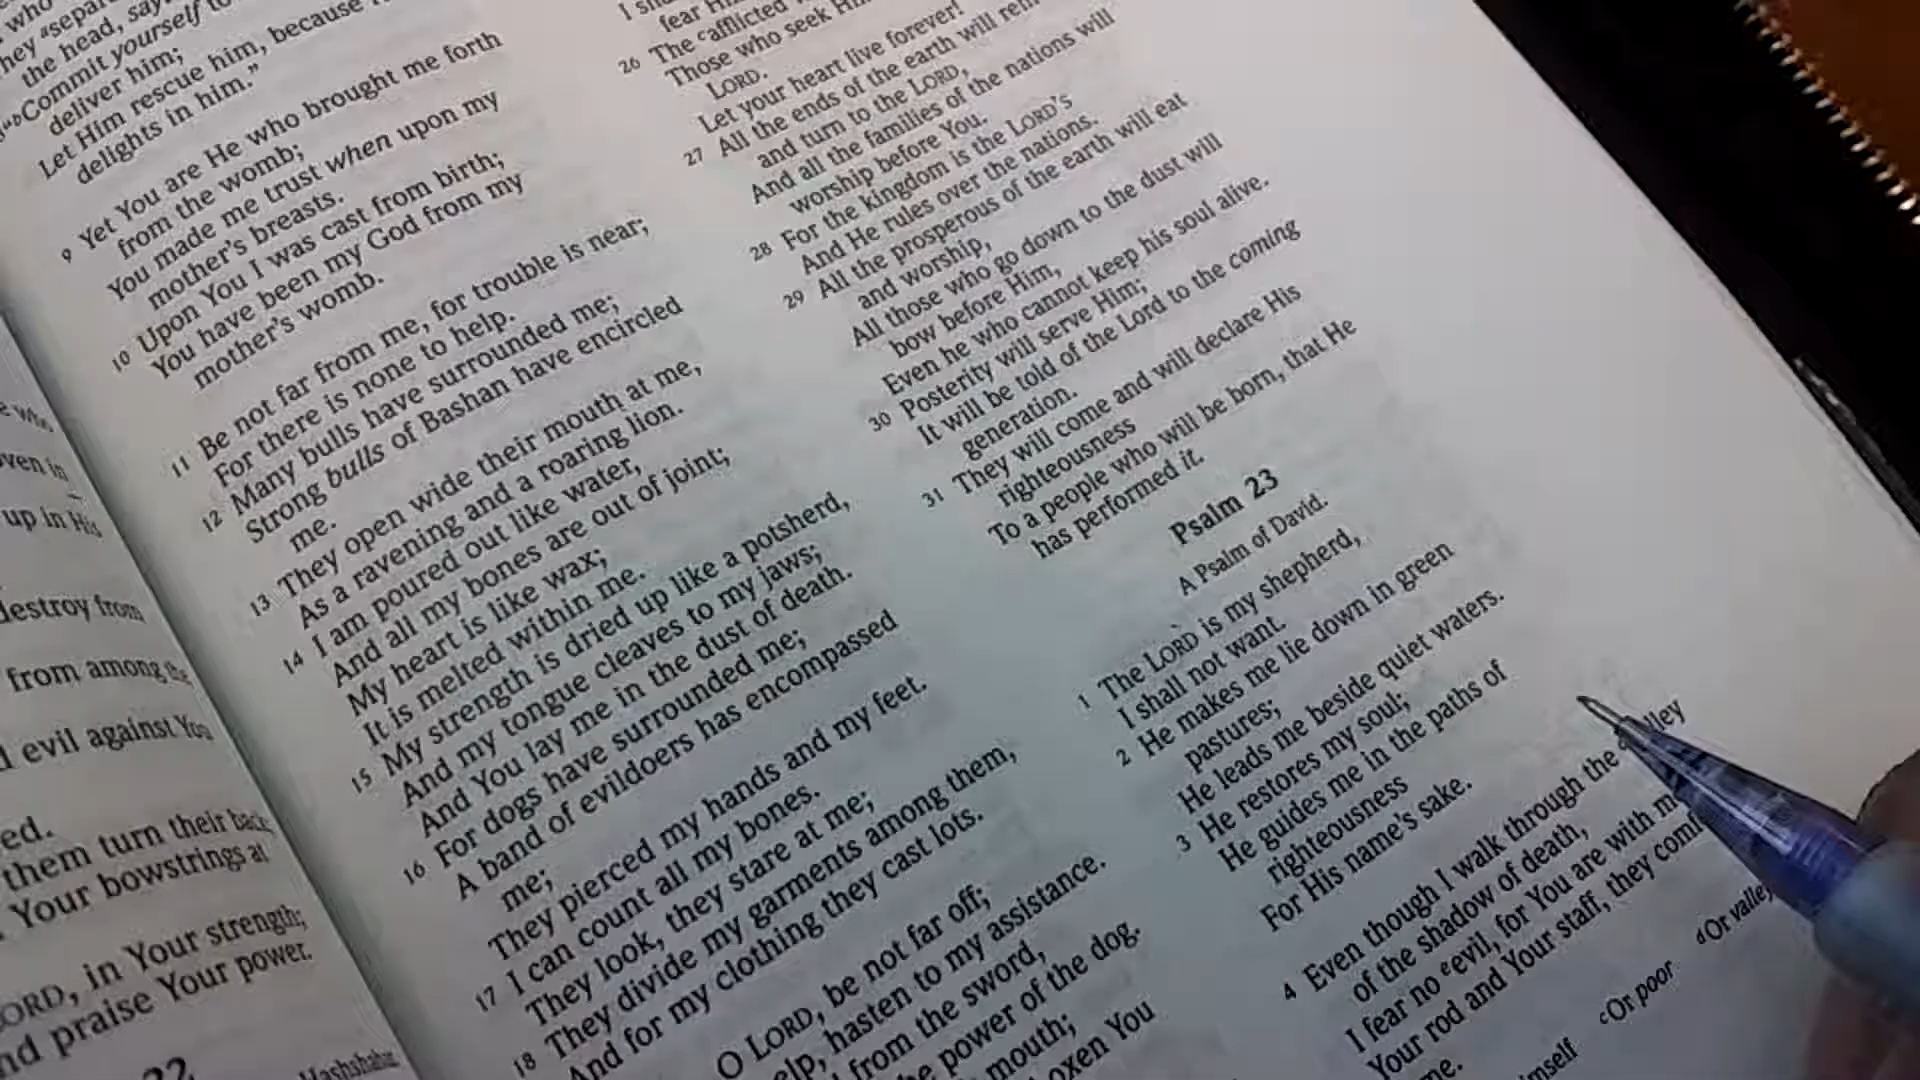 who
They "separ
the head, say
"Commit yourself to
deliver him;
Let Him rescue him, because
delights in him."
9 Yet You are He who brought me forth
from the womb;
You made me trust when upon my
mother's breasts.
10 Upon You I was cast from birth;
You have been my God from my
mother's womb.
11 Be not far from me, for trouble is near;
For there is none to help.
12 Many bulls have surrounded me;
Strong bulls of Bashan have encircled
me.
13 They open wide their mouth at me,
As a ravening and a roaring lion.
14 I am poured out like water,
And all my bones are out of joint;
My heart is like wax;
It is melted within me.
15 My strength is dried up like a potsherd,
And my tongue cleaves to my jaws;
And You lay me in the dust of death.
16 For dogs have surrounded me;
A band of evildoers has encompassed
me;
They pierced my hands and my feet.
17 I can count all my bones.
They look, they stare at me;
18 They divide my garments among them,
And for my clothing they cast lots.
O LORD, be not far off;
elp, hasten to my assistance.
from the sword,
e power of the dog.
mouth;
oxen You
fear H
26 The ᶜafflicted
Those who seek Him
LORD.
Let your heart live forever!
27 All the ends of the earth will rem
and turn to the LORD,
And all the families of the nations will
worship before You.
28 For the kingdom is the LORD's
And He rules over the nations.
29 All the prosperous of the earth will eat
and worship,
All those who go down to the dust will
bow before Him,
Even he who cannot keep his soul alive.
30 Posterity will serve Him;
It will be told of the Lord to the coming
generation.
31 They will come and will declare His
righteousness
To a people who will be born, that He
has performed it.
Psalm 23
A Psalm of David.
1 The LORD is my shepherd,
I shall not want.
2 He makes me lie down in green
pastures;
He leads me beside quiet waters.
3 He restores my soul;
He guides me in the paths of
righteousness
For His name's sake.
4 Even though I walk through the lley
of the shadow of death,
I fear no ᵉevil, for You are with m
Your rod and Your staff, they com
me.
ᵈOr valley
ᶜOr poor
imself
e who
ven in
up in His
destroy from
from among the
d evil against You
ed.
them turn their back
Your bowstrings at
LORD, in Your strength;
nd praise Your power.
22
Hashshahar